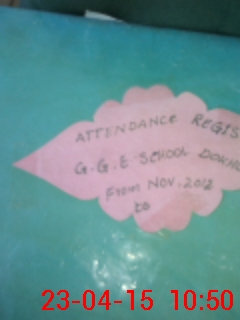 ATTENDANCE REGIS
G.G.E-SCHOOL DOKH
From NOV.2012
to
23-04-15 10:50